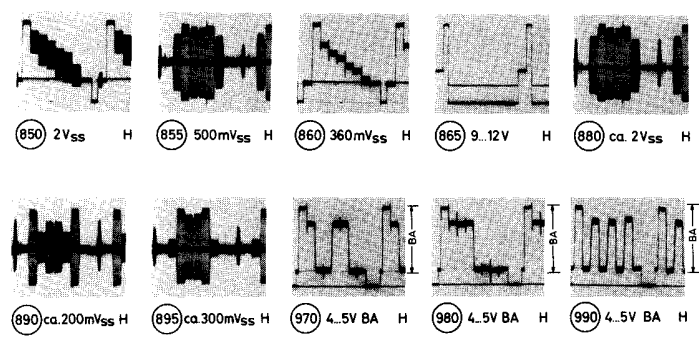 850 2Vss H 855 500mVss H 860 360mVss H 865 9...12V H 880 ca. 2Vss H
BA BA BA
890 ca.200mVss H 895 ca.300mVss H 970 4...5V BA H 980 4...5V BA H 990 4...5V BA H